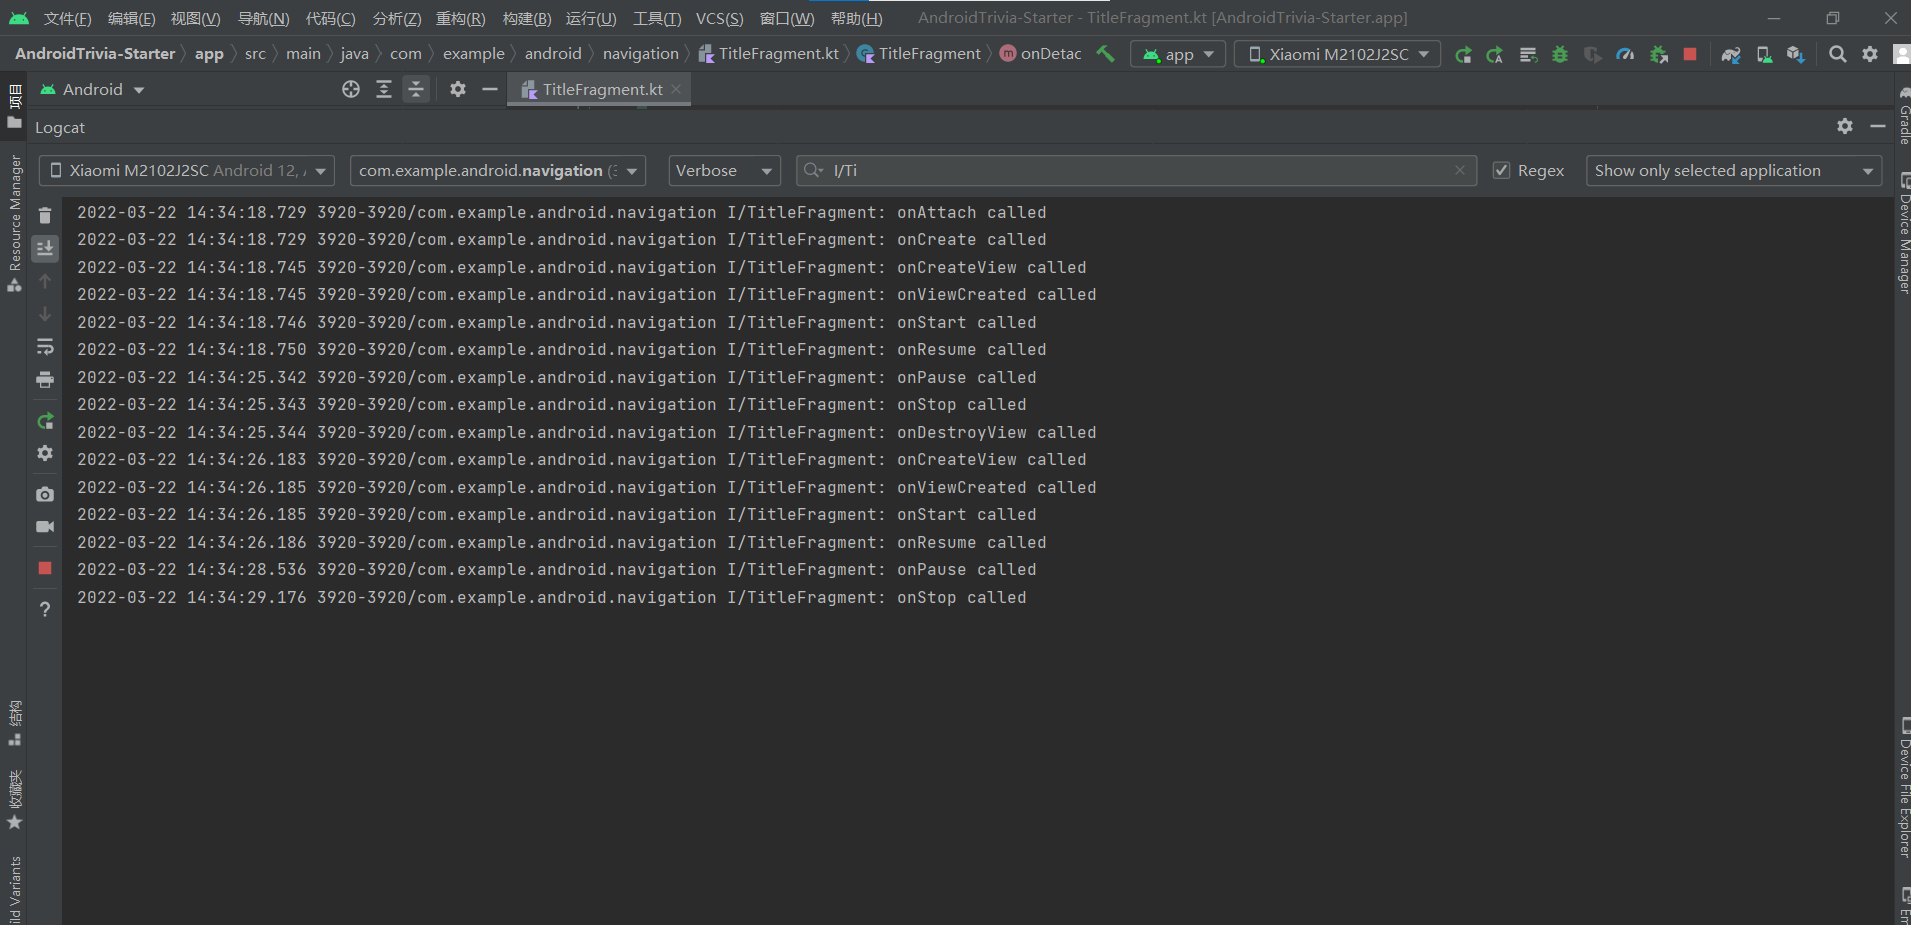 文件(F) 编辑(E) 视图(V) 导航(N) 代码(C) 分析(Z) 重构(R) 构建(B) 运行(U) 工具(T) VCS(S) 窗口(W) 帮助(H) AndroidTrivia-Starter - TitleFragment.kt [AndroidTrivia-Starter.app]
AndroidTrivia-Starter app src main java com example android navigation TitleFragment.kt TitleFragment onDetac app Xiaomi M2102J2SC
Android TitleFragment.kt
Logcat
Xiaomi M2102J2SC Android 12, com.example.android.navigation Verbose I/Ti Regex Show only selected application
2022-03-22 14:34:18.729 3920-3920/com.example.android.navigation I/TitleFragment: onAttach called
2022-03-22 14:34:18.729 3920-3920/com.example.android.navigation I/TitleFragment: onCreate called
2022-03-22 14:34:18.745 3920-3920/com.example.android.navigation I/TitleFragment: onCreateView called
2022-03-22 14:34:18.745 3920-3920/com.example.android.navigation I/TitleFragment: onViewCreated called
2022-03-22 14:34:18.746 3920-3920/com.example.android.navigation I/TitleFragment: onStart called
2022-03-22 14:34:18.750 3920-3920/com.example.android.navigation I/TitleFragment: onResume called
2022-03-22 14:34:25.342 3920-3920/com.example.android.navigation I/TitleFragment: onPause called
2022-03-22 14:34:25.343 3920-3920/com.example.android.navigation I/TitleFragment: onStop called
2022-03-22 14:34:25.344 3920-3920/com.example.android.navigation I/TitleFragment: onDestroyView called
2022-03-22 14:34:26.183 3920-3920/com.example.android.navigation I/TitleFragment: onCreateView called
2022-03-22 14:34:26.185 3920-3920/com.example.android.navigation I/TitleFragment: onViewCreated called
2022-03-22 14:34:26.185 3920-3920/com.example.android.navigation I/TitleFragment: onStart called
2022-03-22 14:34:26.186 3920-3920/com.example.android.navigation I/TitleFragment: onResume called
2022-03-22 14:34:28.536 3920-3920/com.example.android.navigation I/TitleFragment: onPause called
2022-03-22 14:34:29.176 3920-3920/com.example.android.navigation I/TitleFragment: onStop called
项目
Resource Manager
结构
收藏夹
ild Variants
Gradle
Device Manager
Device File Explorer
Em